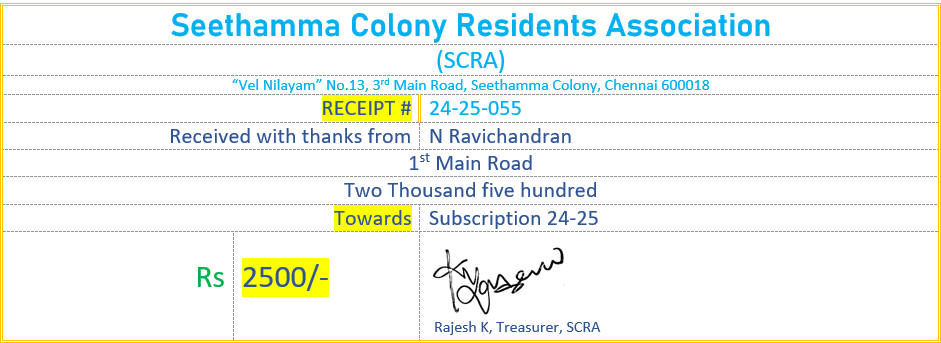 Seethamma Colony Residents Association
(SCRA)
“Vel Nilayam” No.13, 3rd Main Road, Seethamma Colony, Chennai 600018
RECEIPT # 24-25-055
Received with thanks from N Ravichandran
1st Main Road
Two Thousand five hundred
Towards Subscription 24-25
Rs 2500/-
Rajesh K, Treasurer, SCRA